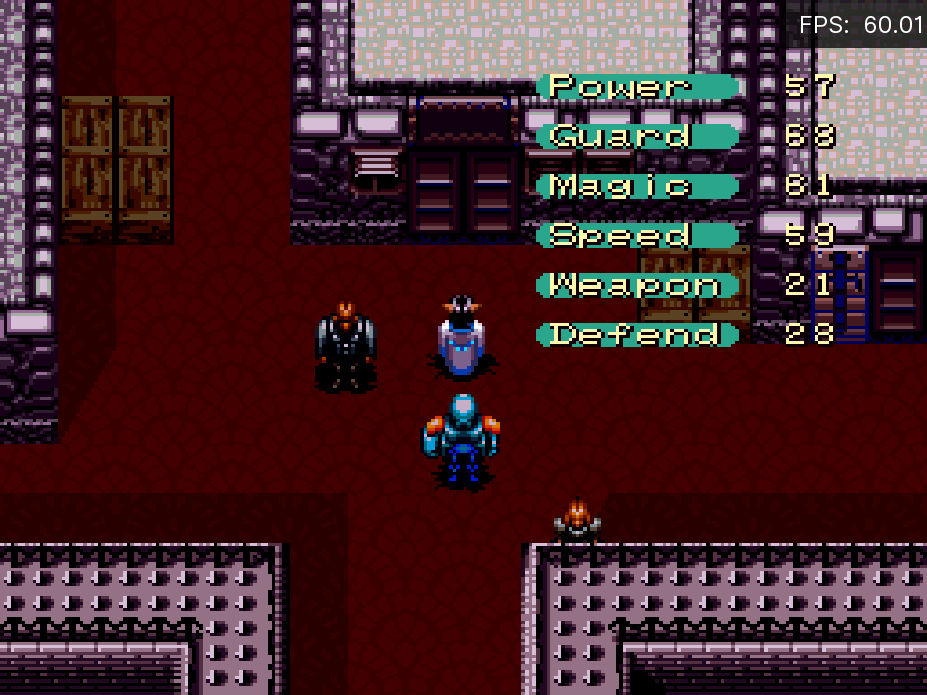 FPS: 60.01
Power 57
Guard 68
Magic 61
Speed 59
Weapon 21
Defend 28